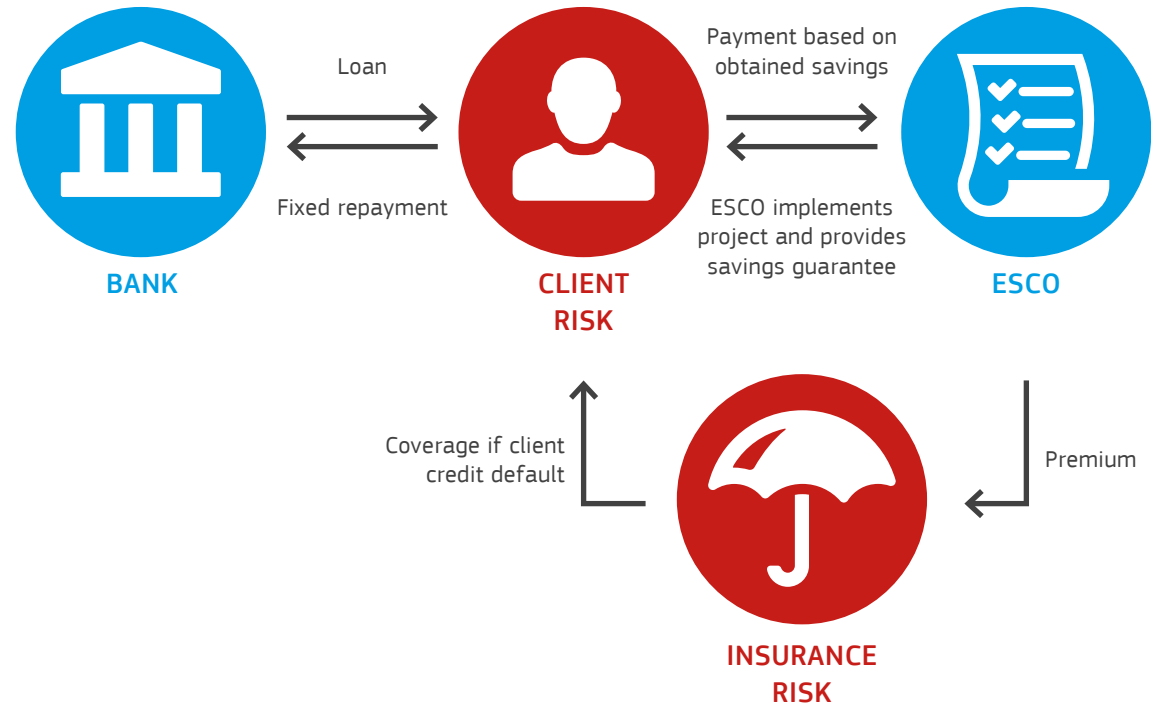 Loan
Fixed repayment
BANK
CLIENT
RISK
Payment based on
obtained savings
ESCO implements
project and provides
savings guarantee
ESCO
Coverage if client
credit default
Premium
INSURANCE
RISK